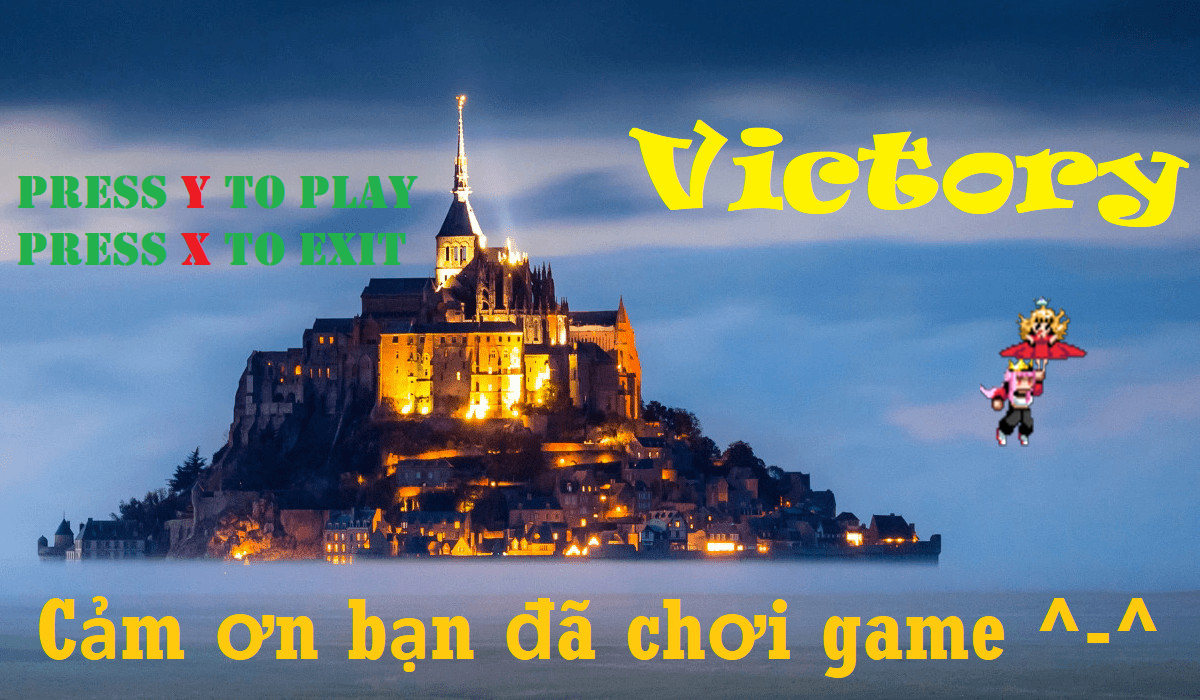 Victory
PRESS Y TO PLAY
PRESS X TO EXIT
Cảm ơn bạn đã chơi game ^-^